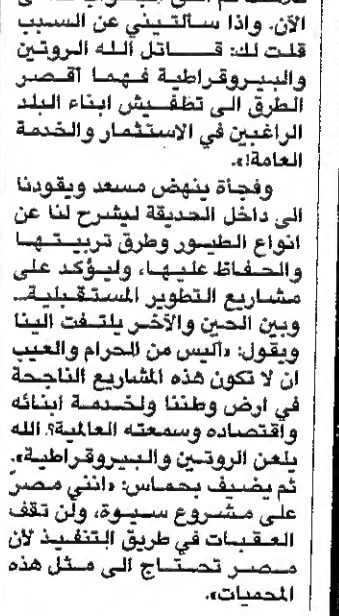 الآن. واذا سألتيني عن السبب
قلت لك: قاتل الله الروتين
والبيروقراطية فهما أقصر
الطرق الى تطفيش ابناء البلد
الراغبين في الاستثمار والخدمة
العامة!».
وفجأة ينهض مسعد ويقودنا
الى داخل الحديقة ليشرح لنا عن
انواع الطيور وطرق تربيتها
والحفاظ عليها، وليؤكد على
مشاريع التطوير المستقبلية..
وبين الحين والآخر يلتفت الينا
ويقول: «أليس من الحرام والعيب
ان لا تكون هذه المشاريع الناجحة
في ارض وطننا ولخدمة أبنائه
واقتصاده وسمعته العالمية؟ الله
يلعن الروتين والبيروقراطية».
ثم يضيف بحماس: «انني مصرّ
على مشروع سيوة، ولن تقف
العقبات في طريق التنفيذ لأن
مصر تحتاج الى مثل هذه
المحميات».